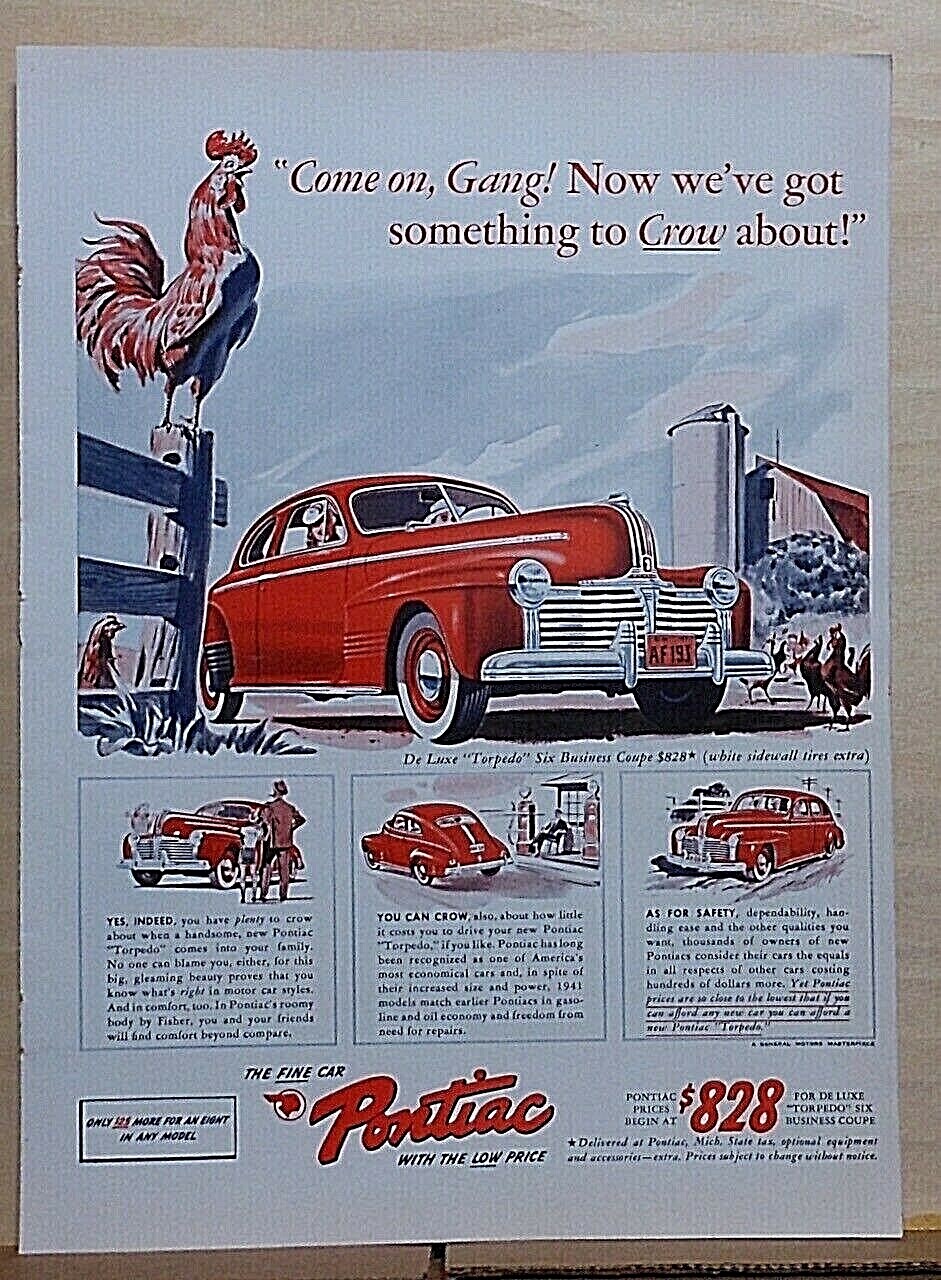 “Come on, Gang! Now we’ve got
something to Crow about!”
AF 191
De Luxe “Torpedo” Six Business Coupe $828★ (white sidewall tires extra)
YES, INDEED, you have plenty to crow
about when a handsome, new Pontiac
“Torpedo” comes into your family.
No one can blame you, either, for this
big, gleaming beauty proves that you
know what’s right in motor car styles.
And in comfort, too. In Pontiac’s roomy
body by Fisher, you and your friends
will find comfort beyond compare.
YOU CAN CROW, also, about how little
it costs you to drive your new Pontiac
“Torpedo,” if you like. Pontiac has long
been recognized as one of America’s
most economical cars and, in spite of
their increased size and power, 1941
models match earlier Pontiacs in gaso-
line and oil economy and freedom from
need for repairs.
AS FOR SAFETY, dependability, han-
dling ease and the other qualities you
want, thousands of owners of new
Pontiacs consider their cars the equals
in all respects of other cars costing
hundreds of dollars more. Yet Pontiac
prices are so close to the lowest that if you
can afford any new car you can afford a
new Pontiac “Torpedo.”
A GENERAL MOTORS MASTERPIECE
THE FINE CAR
Pontiac
WITH THE LOW PRICE
ONLY $25 MORE FOR AN EIGHT
IN ANY MODEL
PONTIAC
PRICES
BEGIN AT
$828
FOR DE LUXE
“TORPEDO” SIX
BUSINESS COUPE
★Delivered at Pontiac, Mich. State tax, optional equipment
and accessories—extra. Prices subject to change without notice.